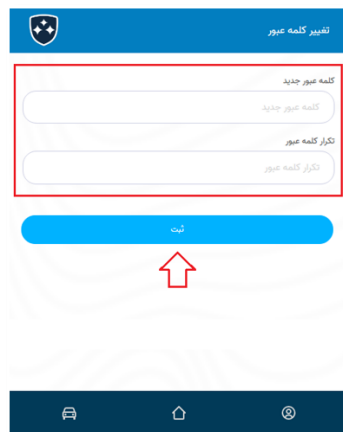 تغییر کلمه عبور
کلمه عبور جدید
کلمه عبور جدید
تکرار کلمه عبور
تکرار کلمه عبور
ثبت